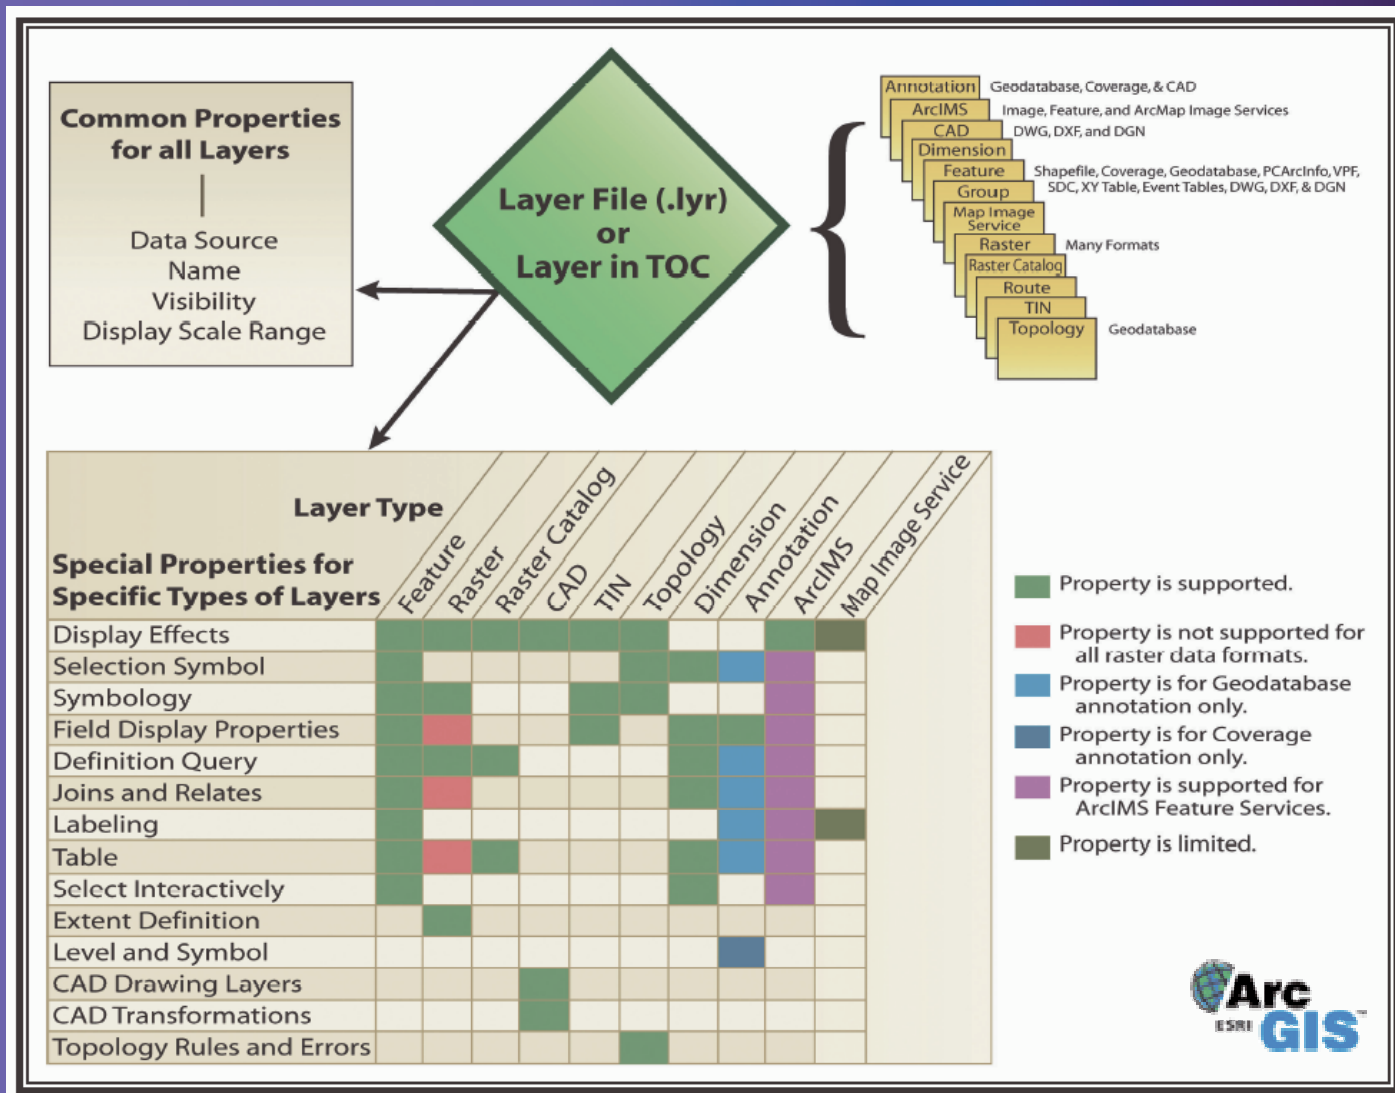 Common Properties
for all Layers
Data Source
Name
Visibility
Display Scale Range
Layer File (.lyr)
or
Layer in TOC
Annotation
Geodatabase, Coverage, & CAD
ArcIMS
Image, Feature, and ArcMap Image Services
CAD
DWG, DXF, and DGN
Dimension
Feature
Shapefile, Coverage, Geodatabase, PCArcInfo, VPF,
SDC, XY Table, Event Tables, DWG, DXF, & DGN
Group
Map Image
Service
Raster
Many Formats
Raster Catalog
Route
TIN
Topology
Geodatabase
Layer Type
Special Properties for
Specific Types of Layers
Feature
Raster
Raster Catalog
CAD
TIN
Topology
Dimension
Annotation
ArcIMS
Map Image Service
Display Effects
Selection Symbol
Symbology
Field Display Properties
Definition Query
Joins and Relates
Labeling
Table
Select Interactively
Extent Definition
Level and Symbol
CAD Drawing Layers
CAD Transformations
Topology Rules and Errors
Property is supported.
Property is not supported for
all raster data formats.
Property is for Geodatabase
annotation only.
Property is for Coverage
annotation only.
Property is supported for
ArcIMS Feature Services.
Property is limited.
Arc
ESRI GIS™